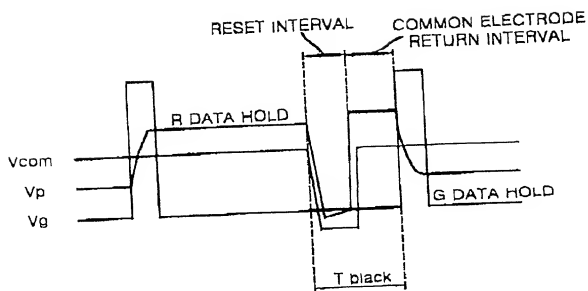 RESET INTERVAL
COMMON ELECTRODE
RETURN INTERVAL
R DATA HOLD
Vcom
Vp
Vg
G DATA HOLD
T black